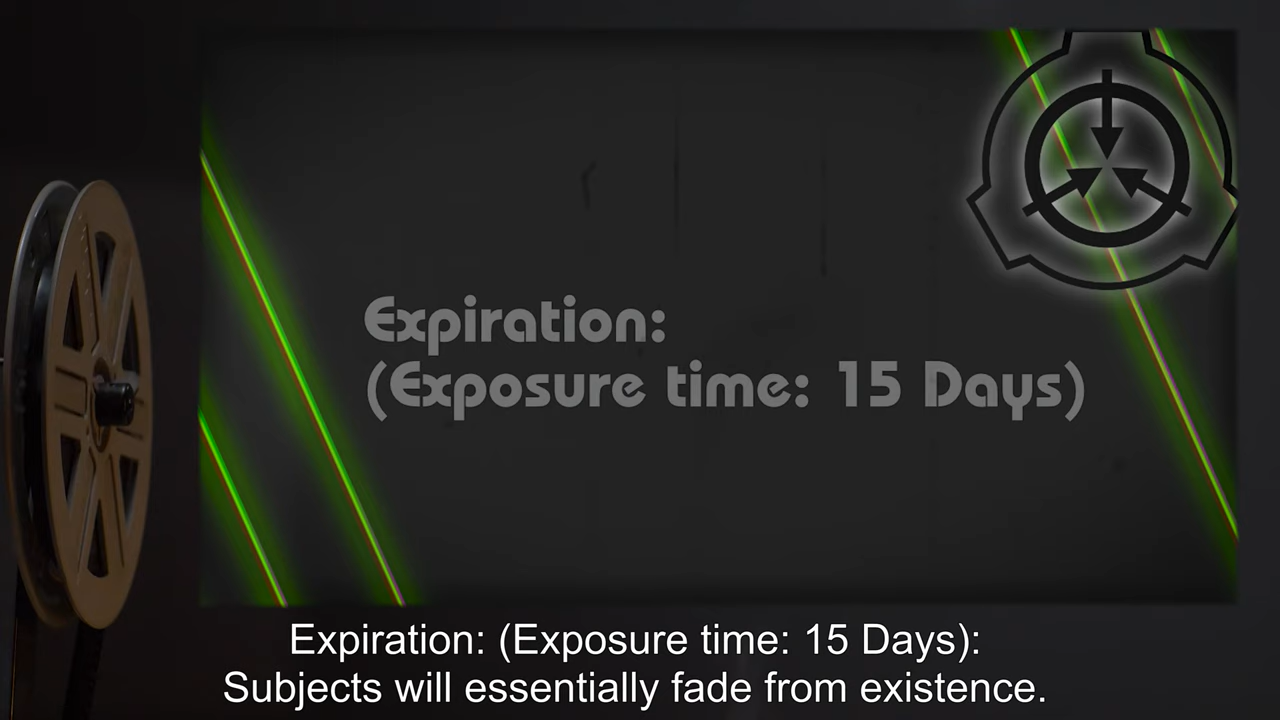 Expiration:
(Exposure time: 15 Days)
Expiration: (Exposure time: 15 Days):
Subjects will essentially fade from existence.